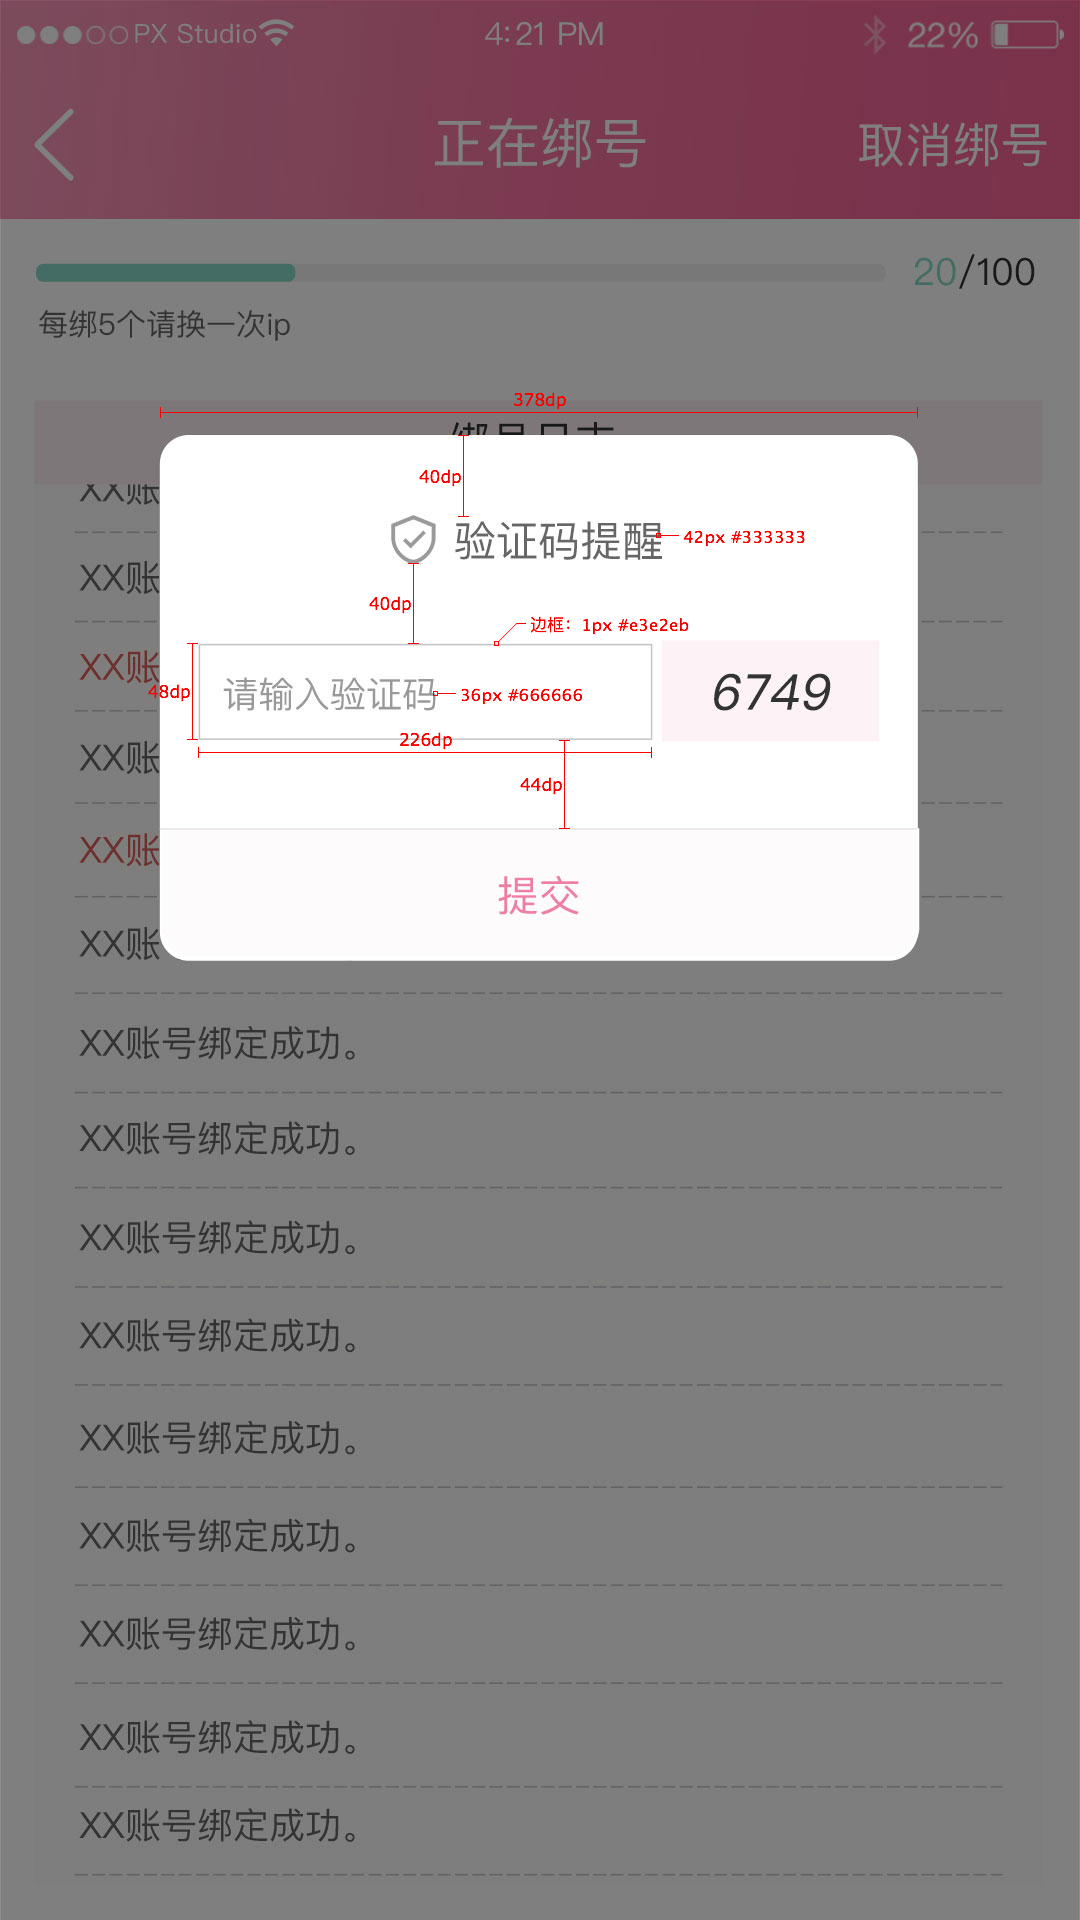 PX Studio 4:21 PM 22%
正在绑号 取消绑号
20/100
每绑5个请换一次ip
378dp
绑号日志
40dp
XX账
验证码提醒 42px #333333
XX账
40dp
边框：1px #e3e2eb
XX账
48dp 请输入验证码 36px #666666 6749
226dp
XX账
44dp
XX账
提交
XX账
XX账号绑定成功。
XX账号绑定成功。
XX账号绑定成功。
XX账号绑定成功。
XX账号绑定成功。
XX账号绑定成功。
XX账号绑定成功。
XX账号绑定成功。
XX账号绑定成功。